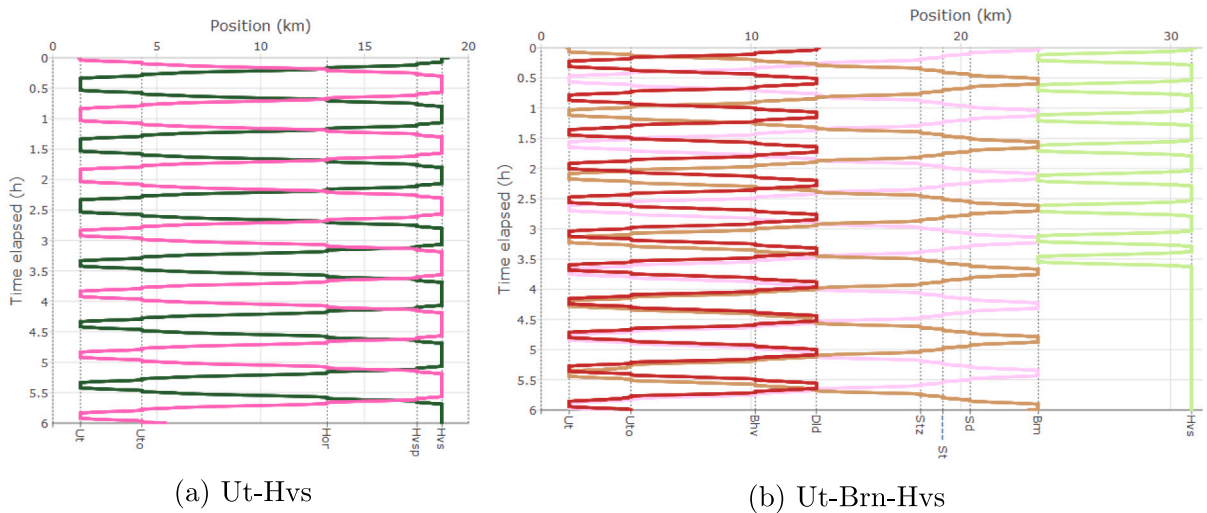 Position (km)
0 5 10 15 20
Time elapsed (h)
0
0.5
1
1.5
2
2.5
3
3.5
4
4.5
5
5.5
6
Ut Uto Hor Hvsp Hvs
(a) Ut-Hvs
Position (km)
0 10 20 30
Time elapsed (h)
0
0.5
1
1.5
2
2.5
3
3.5
4
4.5
5
5.5
6
Ut Uto Bhv Dld Stz St Sd Brn Hvs
(b) Ut-Brn-Hvs